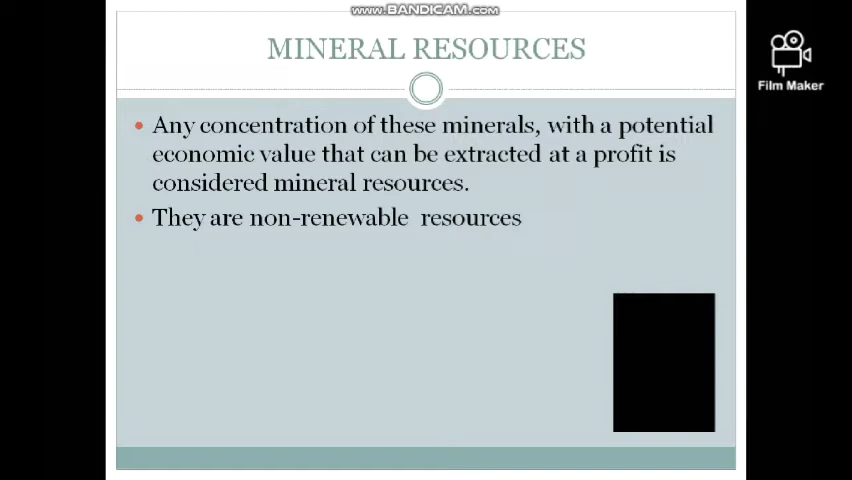 www.BANDICAM.com
MINERAL RESOURCES
Film Maker
• Any concentration of these minerals, with a potential
economic value that can be extracted at a profit is
considered mineral resources.
• They are non-renewable resources